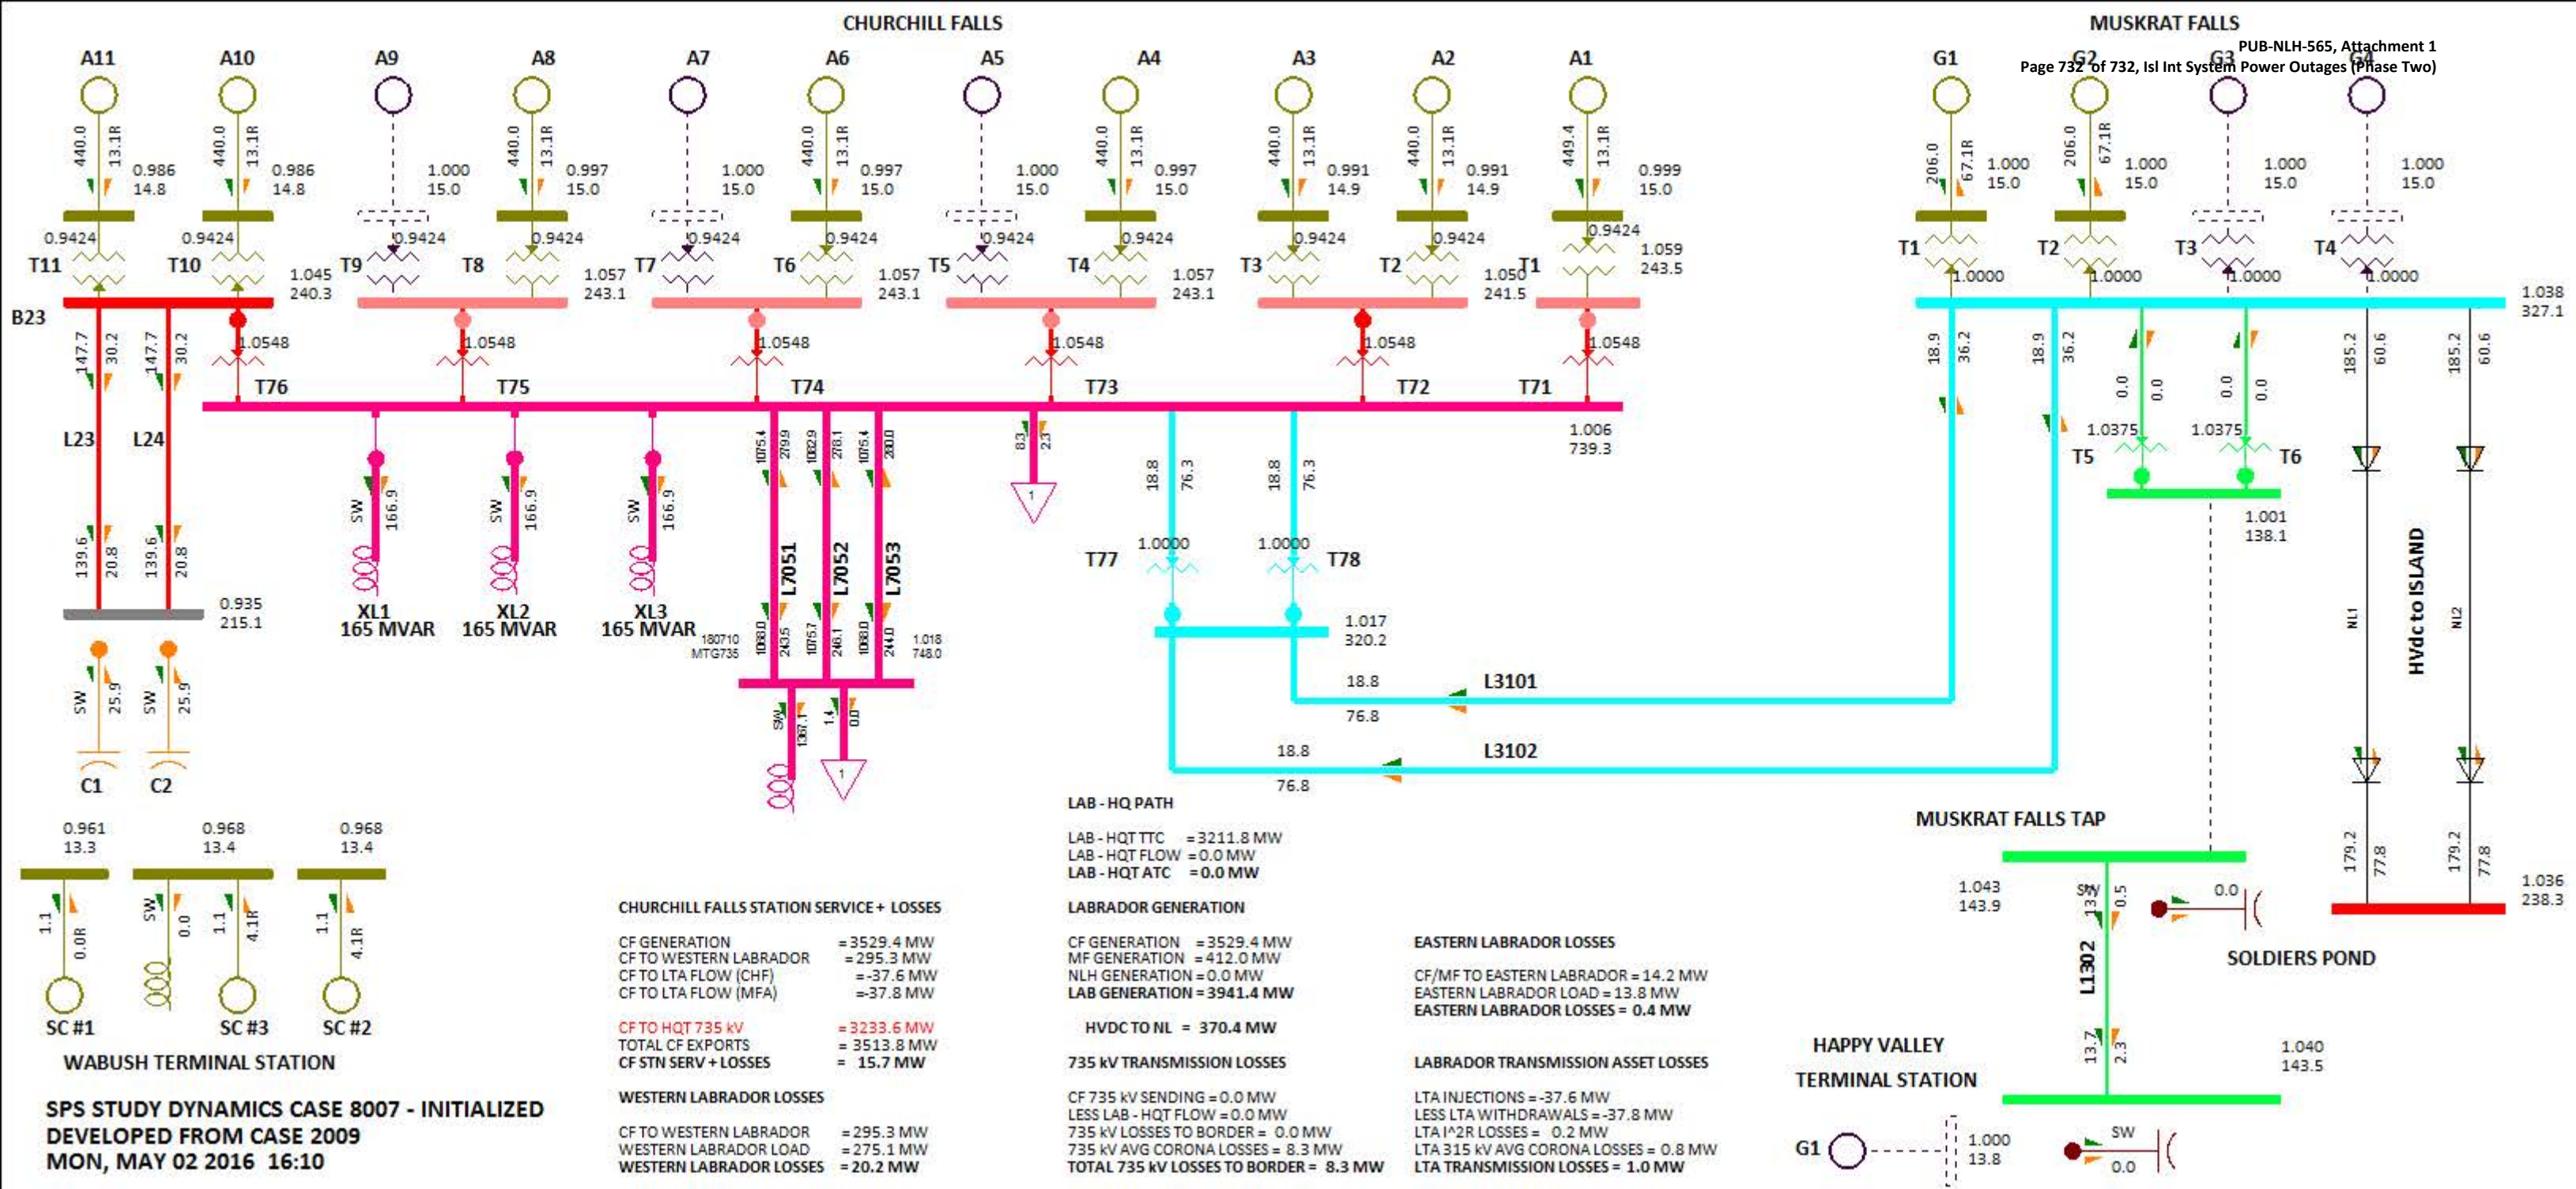 CHURCHILL FALLS
MUSKRAT FALLS
PUB-NLH-565, Attachment 1
Page 732 of 732, Isl Int System Power Outages (Phase Two)
A11 A10 A9 A8 A7 A6 A5 A4 A3 A2 A1 G1 G2 G3 G4
440.0 13.1R 440.0 13.1R 440.0 13.1R 440.0 13.1R 440.0 13.1R 440.0 13.1R 440.0 13.1R 449.4 13.1R 206.0 67.1R 206.0 67.1R
0.986 0.986 1.000 0.997 1.000 0.997 1.000 0.997 0.991 0.991 0.999 1.000 1.000 1.000 1.000
14.8 14.8 15.0 15.0 15.0 15.0 15.0 15.0 14.9 14.9 15.0 15.0 15.0 15.0 15.0
0.9424 0.9424 0.9424 0.9424 0.9424 0.9424 0.9424 0.9424 0.9424 0.9424 0.9424
T11 T10 T9 T8 T7 T6 T5 T4 T3 T2 T1 T1 T2 T3 T4
1.059
243.5
1.045 1.057 1.057 1.057 1.050
240.3 243.1 243.1 243.1 241.5
1.0000 1.0000 1.0000 1.0000
1.038
327.1
B23
147.7 30.2 147.7 30.2
1.0548 1.0548 1.0548 1.0548 1.0548 1.0548
18.9 36.2 18.9 36.2 0.0 0.0 0.0 0.0 185.2 60.6 185.2 60.6
T76 T75 T74 T73 T72 T71
L23 L24
1075.4 279.9 1082.9 278.1 1075.4 280.0
8.3 2.3
1.006
739.3
18.8 76.3 18.8 76.3
1.0375 1.0375
T5 T6
1.001
138.1
SW 166.9 SW 166.9 SW 166.9
139.6 20.8 139.6 20.8
L7051 L7052 L7053
1
T77 1.0000 1.0000 T78
HVdc to ISLAND
NL1 NL2
0.935
215.1
XL1 XL2 XL3
165 MVAR 165 MVAR 165 MVAR
180710
MTG735
1068.0 243.5 1075.7 246.1 1068.0 244.0
1.018
748.0
1.017
320.2
SW 25.9 SW 25.9
C1 C2
SW 1367.1 1.4 0.0
1
18.8 L3101
76.8
18.8 L3102
76.8
LAB - HQ PATH
LAB - HQT TTC = 3211.8 MW
LAB - HQT FLOW = 0.0 MW
LAB - HQT ATC = 0.0 MW
MUSKRAT FALLS TAP
0.961 0.968 0.968
13.3 13.4 13.4
1.1 0.0R SW 0.0 1.1 4.1R 1.1 4.1R
SC #1 SC #3 SC #2
WABUSH TERMINAL STATION
1.043
143.9
SW 0.5 0.0
179.2 77.8 179.2 77.8
1.036
238.3
SOLDIERS POND
L1302
13.7 2.3
CHURCHILL FALLS STATION SERVICE + LOSSES
CF GENERATION = 3529.4 MW
CF TO WESTERN LABRADOR = 295.3 MW
CF TO LTA FLOW (CHF) =-37.6 MW
CF TO LTA FLOW (MFA) =-37.8 MW
CF TO HQT 735 kV = 3233.6 MW
TOTAL CF EXPORTS = 3513.8 MW
CF STN SERV + LOSSES = 15.7 MW
WESTERN LABRADOR LOSSES
CF TO WESTERN LABRADOR = 295.3 MW
WESTERN LABRADOR LOAD = 275.1 MW
WESTERN LABRADOR LOSSES = 20.2 MW
LABRADOR GENERATION
CF GENERATION = 3529.4 MW
MF GENERATION = 412.0 MW
NLH GENERATION = 0.0 MW
LAB GENERATION = 3941.4 MW
HVDC TO NL = 370.4 MW
735 kV TRANSMISSION LOSSES
CF 735 kV SENDING = 0.0 MW
LESS LAB - HQT FLOW = 0.0 MW
735 kV LOSSES TO BORDER = 0.0 MW
735 kV AVG CORONA LOSSES = 8.3 MW
TOTAL 735 kV LOSSES TO BORDER = 8.3 MW
EASTERN LABRADOR LOSSES
CF/MF TO EASTERN LABRADOR = 14.2 MW
EASTERN LABRADOR LOAD = 13.8 MW
EASTERN LABRADOR LOSSES = 0.4 MW
LABRADOR TRANSMISSION ASSET LOSSES
LTA INJECTIONS = -37.6 MW
LESS LTA WITHDRAWALS = -37.8 MW
LTA I^2R LOSSES = 0.2 MW
LTA 315 kV AVG CORONA LOSSES = 0.8 MW
LTA TRANSMISSION LOSSES = 1.0 MW
HAPPY VALLEY
TERMINAL STATION
1.040
143.5
G1
1.000
13.8
SW
0.0
SPS STUDY DYNAMICS CASE 8007 - INITIALIZED
DEVELOPED FROM CASE 2009
MON, MAY 02 2016 16:10